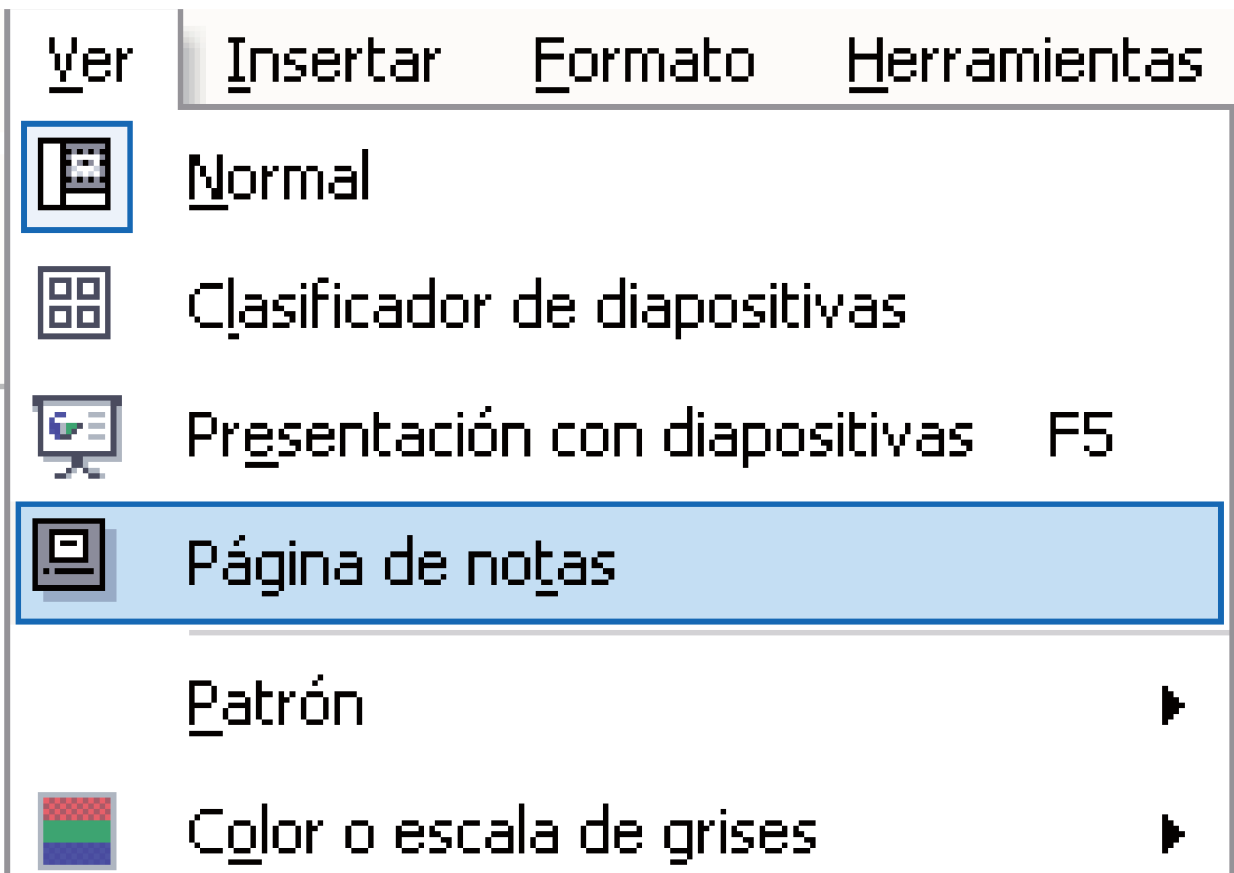 Ver Insertar Formato Herramientas
Normal
Clasificador de diapositivas
Presentación con diapositivas F5
Página de notas
Patrón
Color o escala de grises